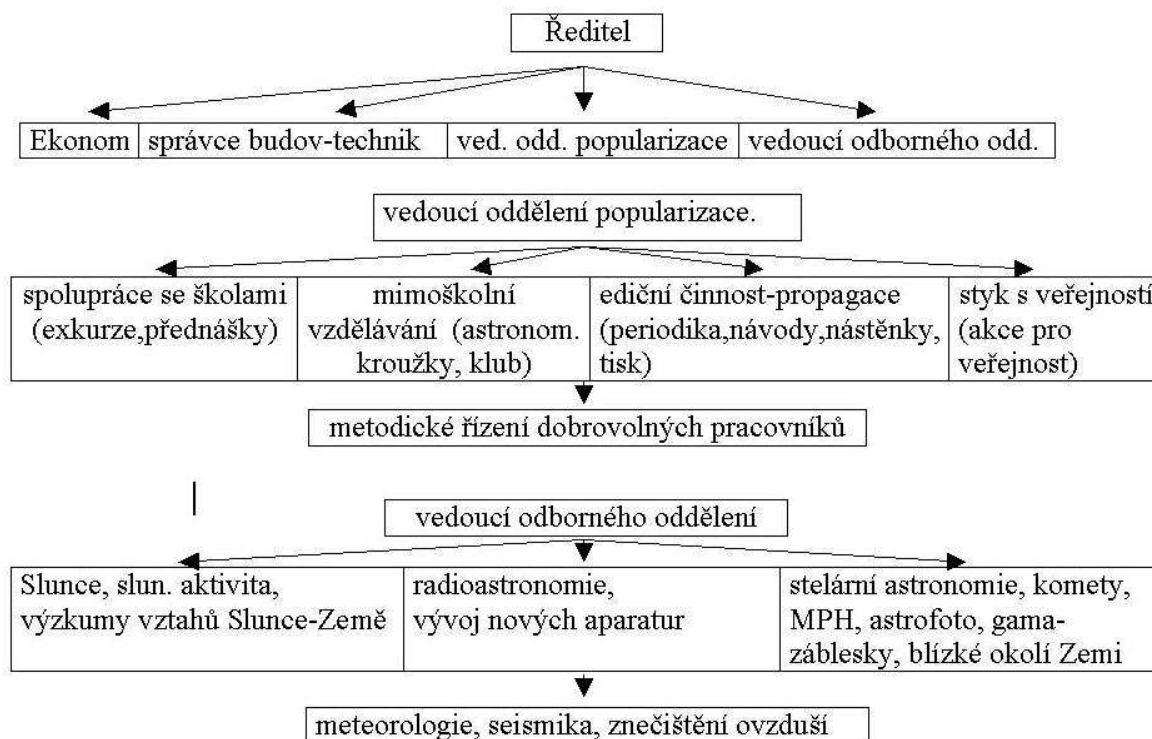 Ředitel
Ekonom
správce budov-technik
ved. odd. popularizace
vedoucí odborného odd.
vedoucí oddělení popularizace.
spolupráce se školami
(exkurze,přednášky)
mimoškolní
vzdělávání (astronom.
kroužky, klub)
ediční činnost-propagace
(periodika,návody,nástěnky,
tisk)
styk s veřejností
(akce pro
veřejnost)
metodické řízení dobrovolných pracovníků
vedoucí odborného oddělení
Slunce, slun. aktivita,
výzkumy vztahů Slunce-Země
radioastronomie,
vývoj nových aparatur
stelární astronomie, komety,
MPH, astrofoto, gama-
záblesky, blízké okolí Zemi
meteorologie, seismika, znečištění ovzduší